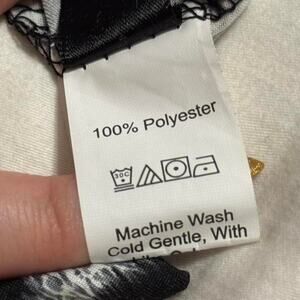 100% Polyester
30C
Machine Wash
Cold Gentle, With